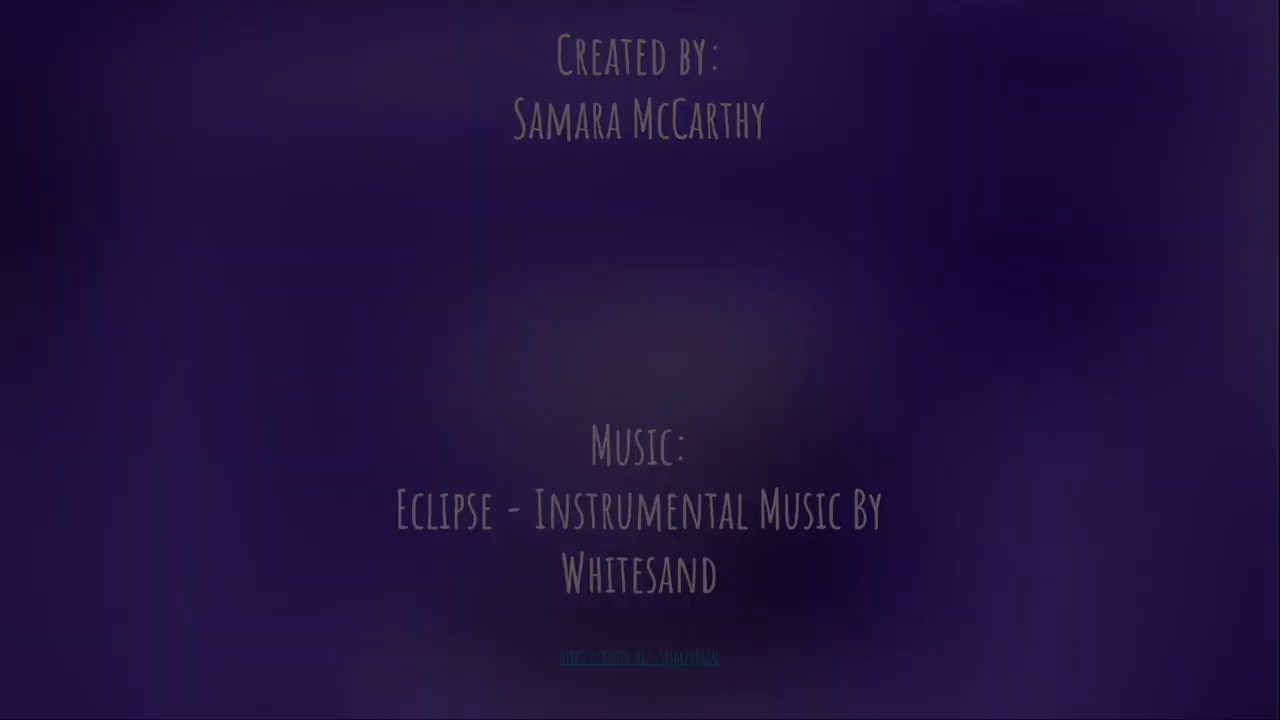 Created by:
Samara McCarthy
Music:
Eclipse - Instrumental Music By
Whitesand